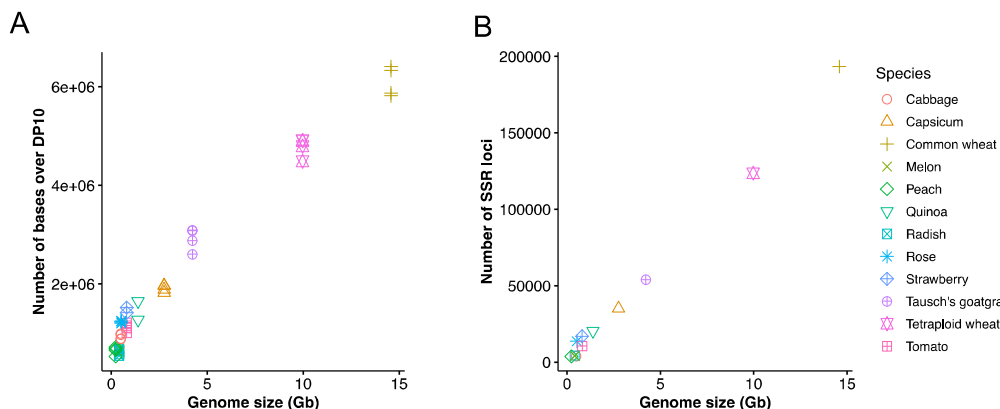 A
B
Number of bases over DP10
6e+06
4e+06
2e+06
0
5
10
15
Genome size (Gb)
Number of SSR loci
200000
150000
100000
50000
0
0
5
10
15
Genome size (Gb)
Species
Cabbage
Capsicum
Common wheat
Melon
Peach
Quinoa
Radish
Rose
Strawberry
Tausch's goatgra
Tetraploid wheat
Tomato